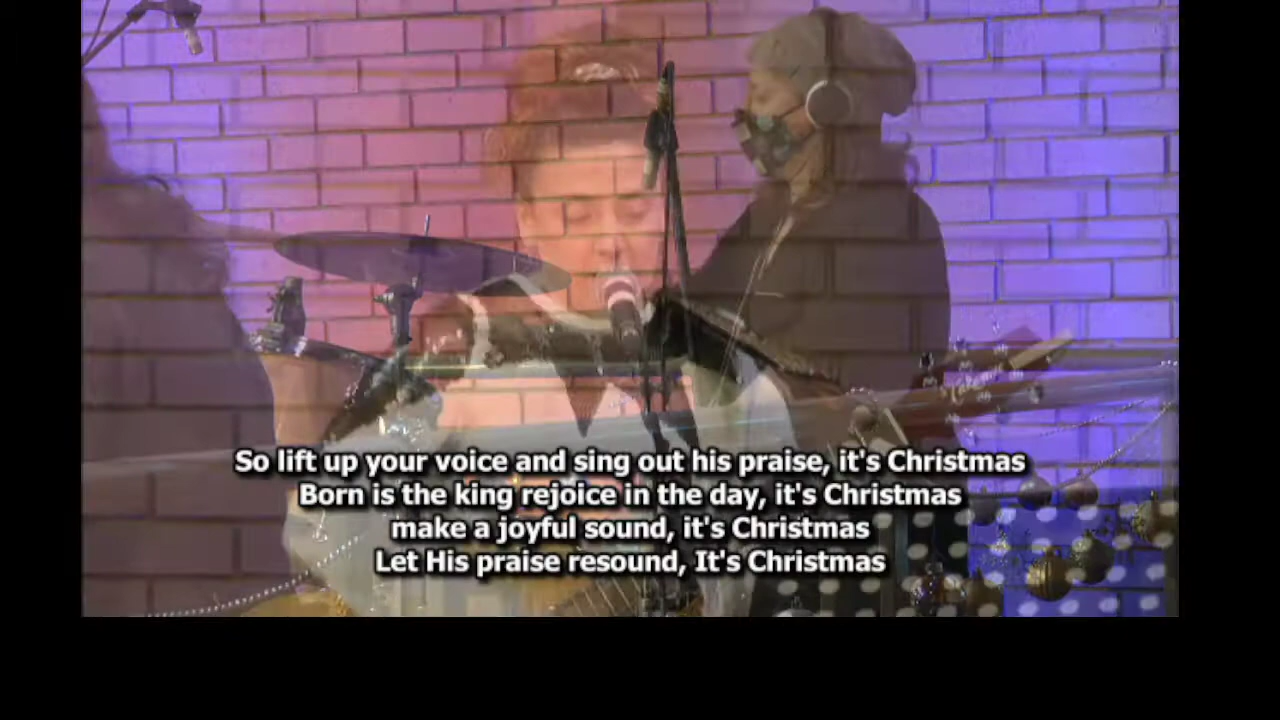 So lift up your voice and sing out his praise, it's Christmas
Born is the king rejoice in the day, it's Christmas
make a joyful sound, it's Christmas
Let His praise resound, It's Christmas